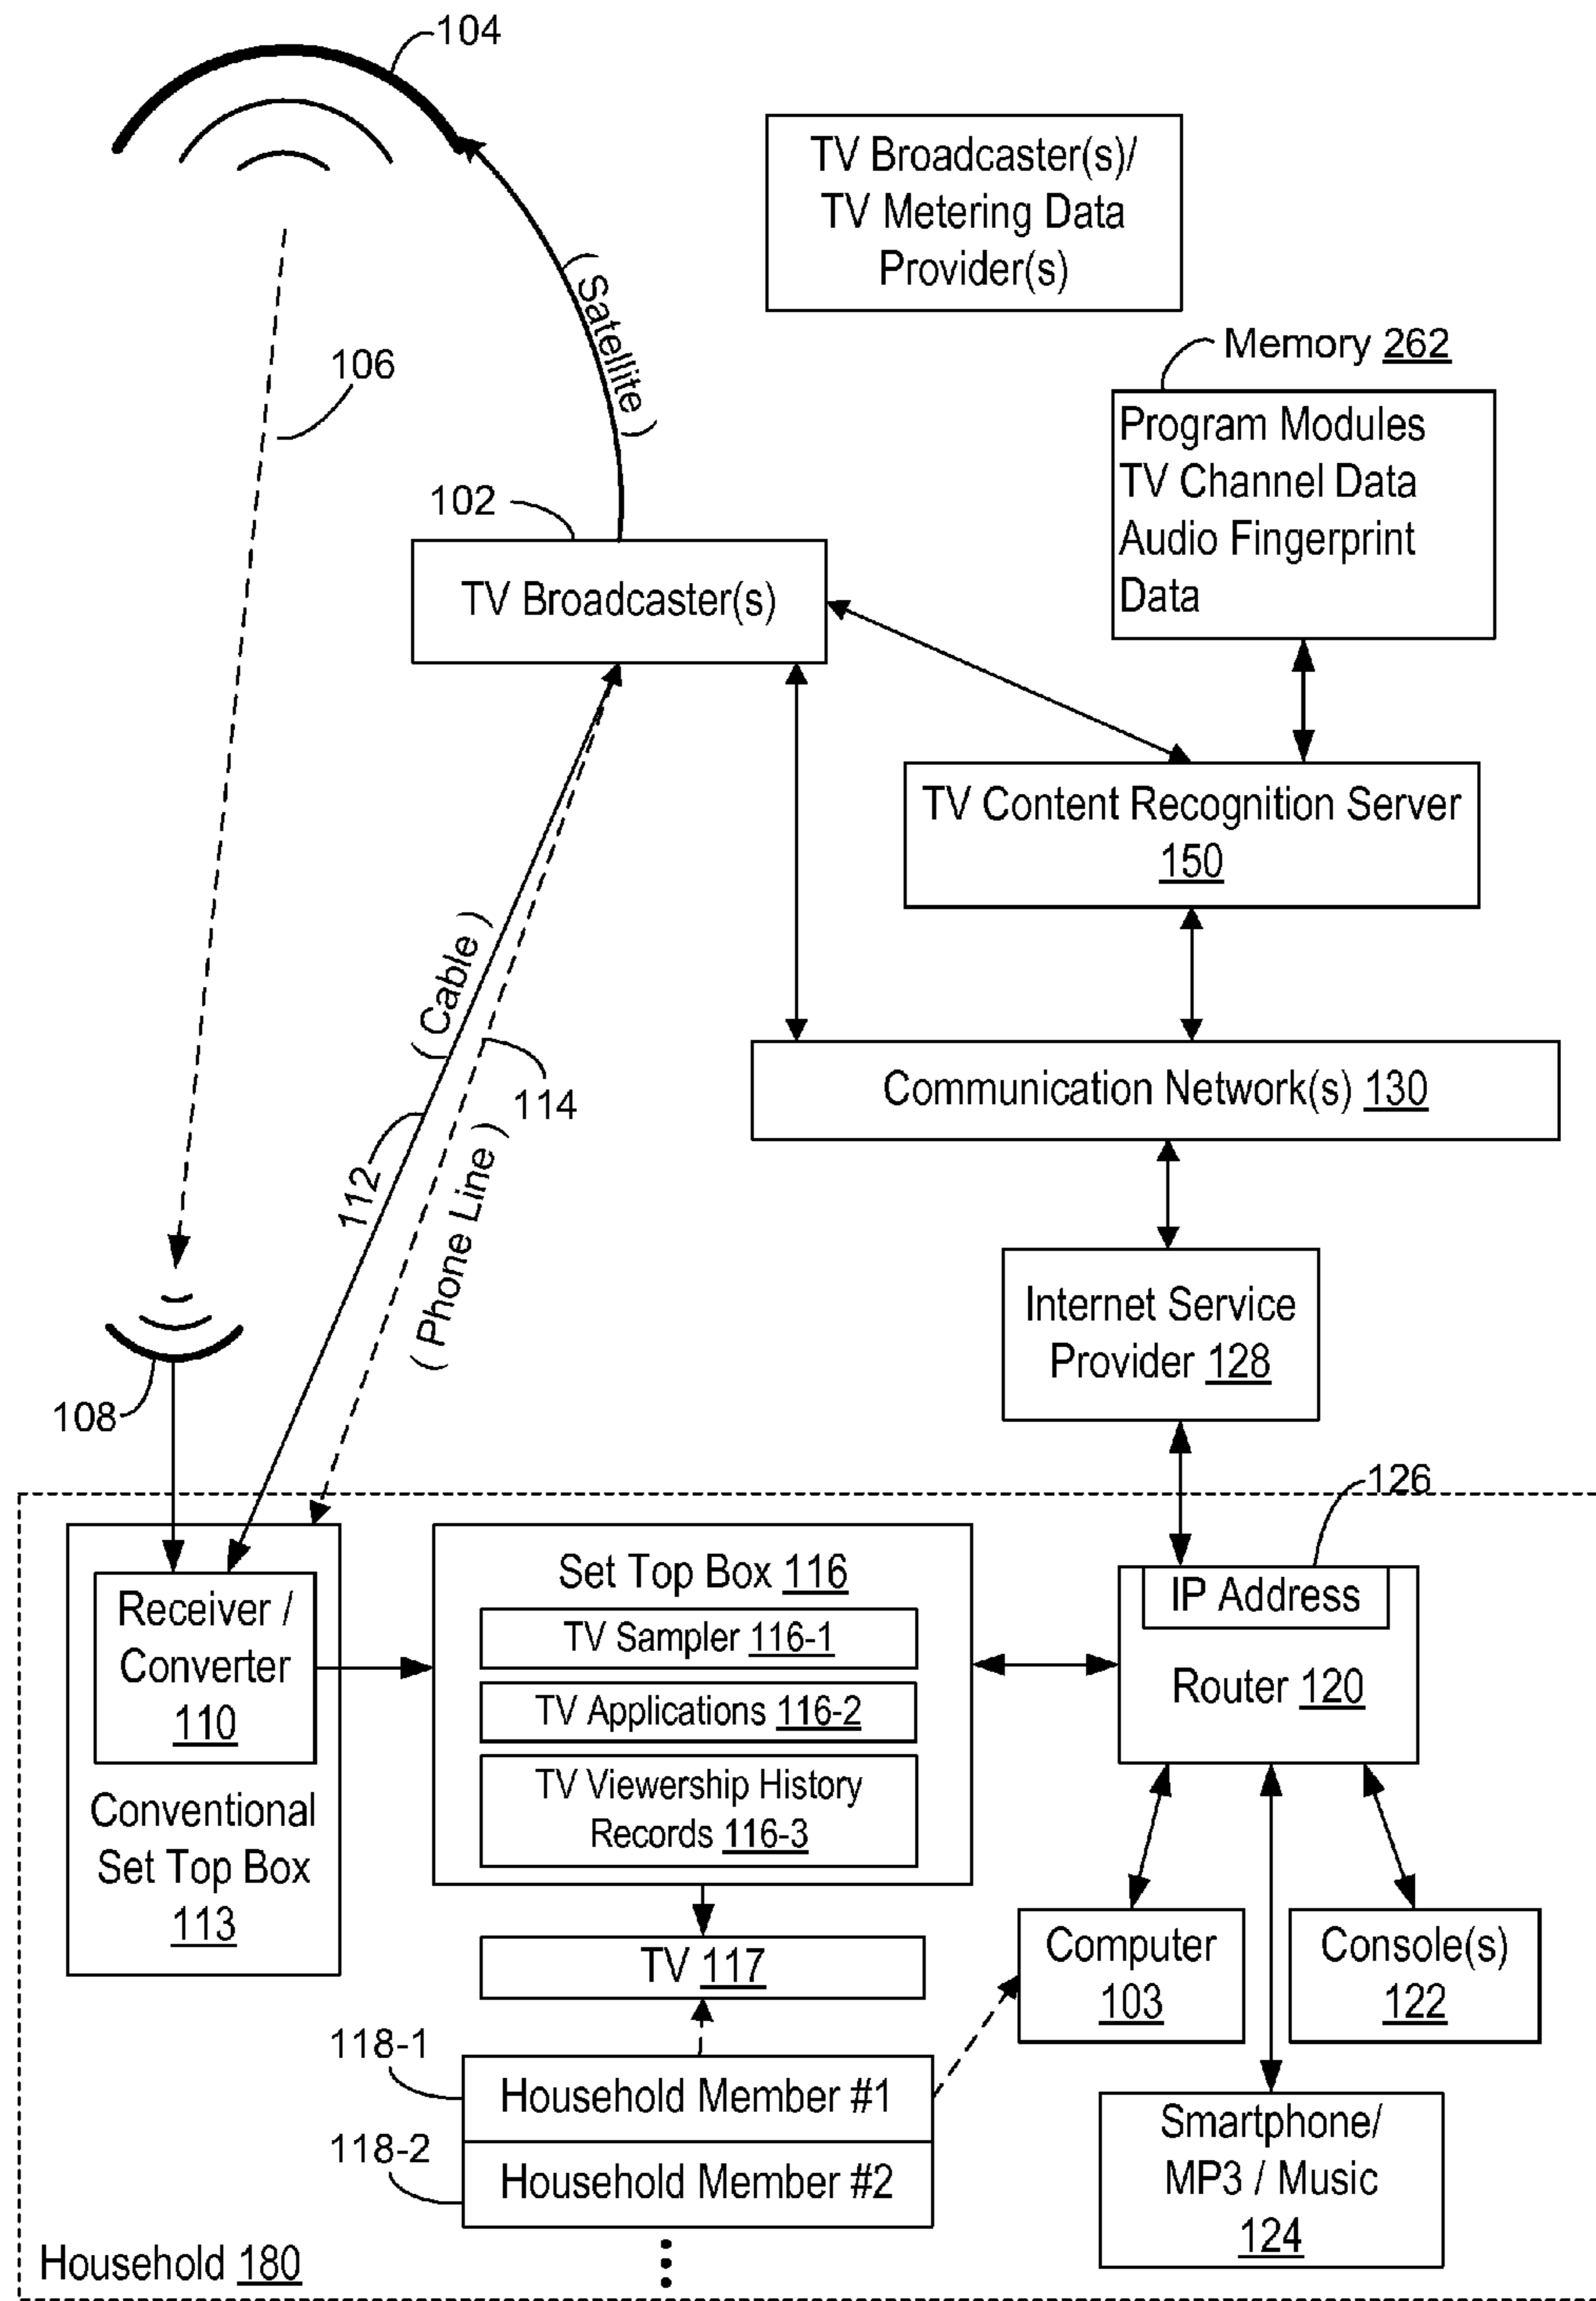 104
TV Broadcaster(s)/
TV Metering Data
Provider(s)
(Satellite)
106
Memory 262
Program Modules
TV Channel Data
Audio Fingerprint
Data
102
TV Broadcaster(s)
TV Content Recognition Server
150
(Cable)
114
112
(Phone Line)
Communication Network(s) 130
Internet Service
Provider 128
108
126
Receiver /
Converter
110
Conventional
Set Top Box
113
Set Top Box 116
TV Sampler 116-1
TV Applications 116-2
TV Viewership History
Records 116-3
IP Address
Router 120
TV 117
Computer
103
Console(s)
122
118-1
Household Member #1
118-2
Household Member #2
Smartphone/
MP3 / Music
124
Household 180